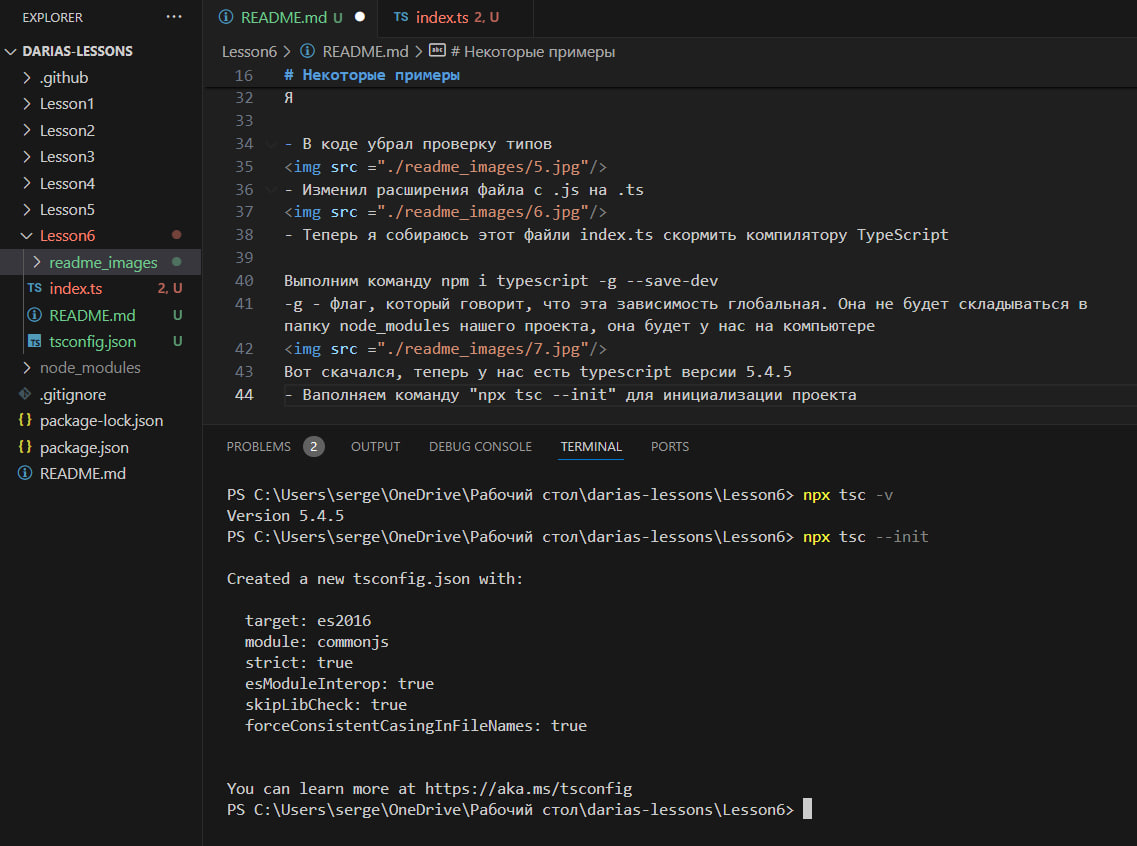 EXPLORER
DARIAS-LESSONS
.github
Lesson1
Lesson2
Lesson3
Lesson4
Lesson5
Lesson6
readme_images
TS index.ts 2, U
README.md U
TS tsconfig.json U
node_modules
.gitignore
{} package-lock.json
{} package.json
README.md
README.md U
TS index.ts 2, U
Lesson6 > README.md > abc # Некоторые примеры
16 # Некоторые примеры
32 Я
33
34 - В коде убрал проверку типов
35 <img src ="./readme_images/5.jpg"/>
36 - Изменил расширения файла с .js на .ts
37 <img src ="./readme_images/6.jpg"/>
38 - Теперь я собираюсь этот файли index.ts скормить компилятору TypeScript
39
40 Выполним команду npm i typescript -g --save-dev
41 -g - флаг, который говорит, что эта зависимость глобальная. Она не будет складываться в
папку node_modules нашего проекта, она будет у нас на компьютере
42 <img src ="./readme_images/7.jpg"/>
43 Вот скачался, теперь у нас есть typescript версии 5.4.5
44 - Ваполняем команду "npx tsc --init" для инициализации проекта
PROBLEMS 2 OUTPUT DEBUG CONSOLE TERMINAL PORTS
PS C:\Users\serge\OneDrive\Рабочий стол\darias-lessons\Lesson6> npx tsc -v
Version 5.4.5
PS C:\Users\serge\OneDrive\Рабочий стол\darias-lessons\Lesson6> npx tsc --init
Created a new tsconfig.json with:
target: es2016
module: commonjs
strict: true
esModuleInterop: true
skipLibCheck: true
forceConsistentCasingInFileNames: true
You can learn more at https://aka.ms/tsconfig
PS C:\Users\serge\OneDrive\Рабочий стол\darias-lessons\Lesson6>